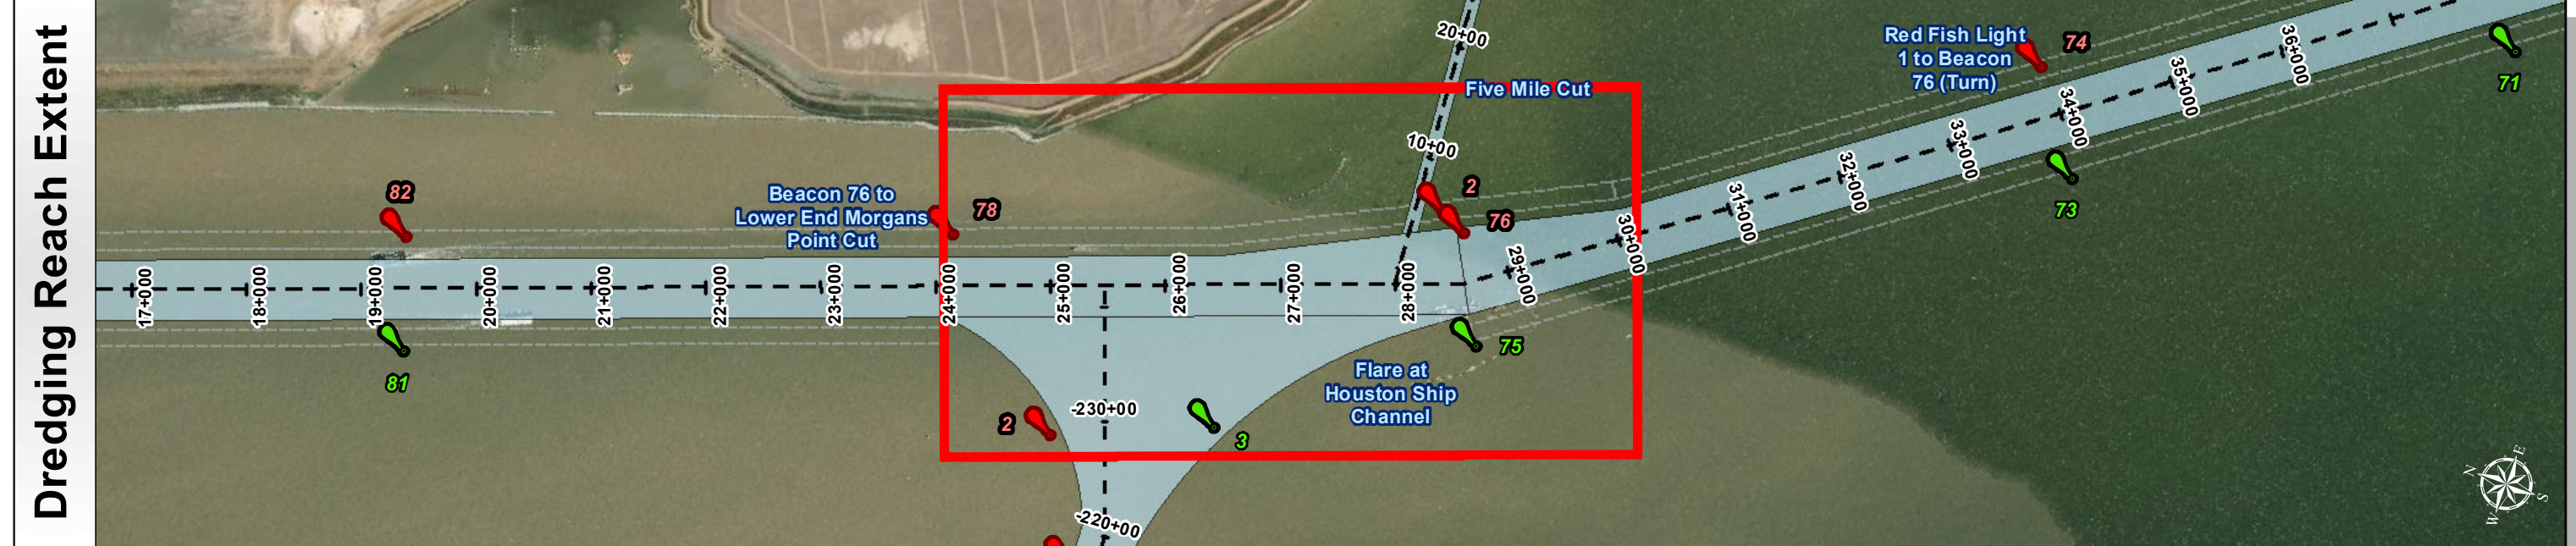 Dredging Reach Extent
20+00
Five Mile Cut
10+00
Red Fish Light
1 to Beacon
76 (Turn)
74
71
73
36+000
35+000
34+000
33+000
32+000
31+000
30+000
29+000
82
Beacon 76 to
Lower End Morgans
Point Cut
78
2
76
17+000
18+000
19+000
20+000
21+000
22+000
23+000
24+000
25+000
26+000
27+000
28+000
81
75
Flare at
Houston Ship
Channel
2
-230+00
3
-220+00
N
E
S
W